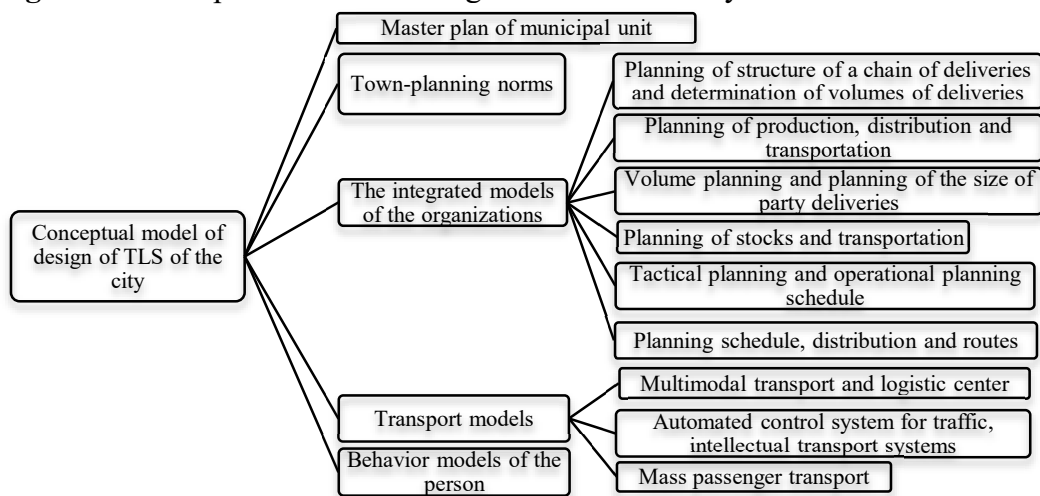 Master plan of municipal unit
Town-planning norms
The integrated models
of the organizations
Conceptual model of
design of TLS of the
city
Transport models
Behavior models of the
person
Planning of structure of a chain of deliveries
and determination of volumes of deliveries
Planning of production, distribution and
transportation
Volume planning and planning of the size of
party deliveries
Planning of stocks and transportation
Tactical planning and operational planning
schedule
Planning schedule, distribution and routes
Multimodal transport and logistic center
Automated control system for traffic,
intellectual transport systems
Mass passenger transport